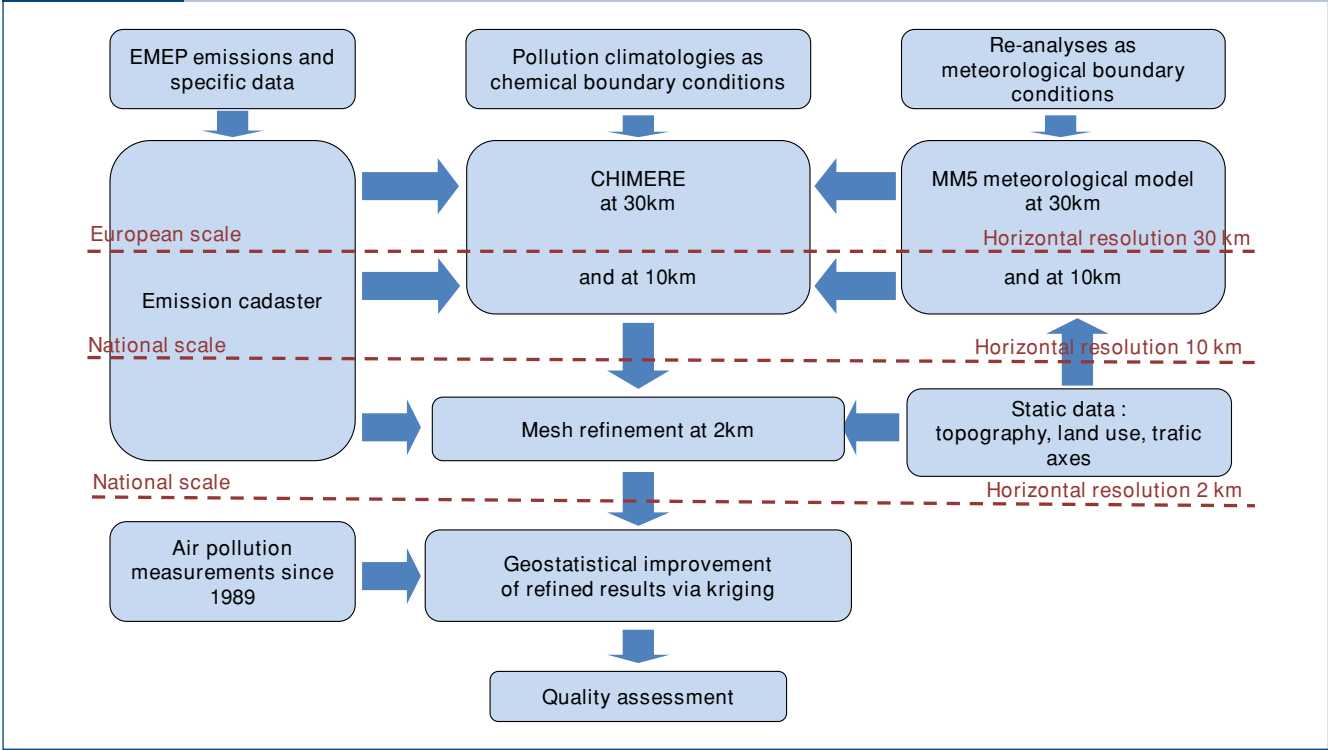 EMEP emissions and
specific data
Pollution climatologies as
chemical boundary conditions
Re-analyses as
meteorological boundary
conditions
CHIMERE
at 30km
MM5 meteorological model
at 30km
European scale
Horizontal resolution 30 km
and at 10km
and at 10km
Emission cadaster
National scale
Horizontal resolution 10 km
Mesh refinement at 2km
Static data :
topography, land use, trafic
axes
National scale
Horizontal resolution 2 km
Air pollution
measurements since
1989
Geostatistical improvement
of refined results via kriging
Quality assessment